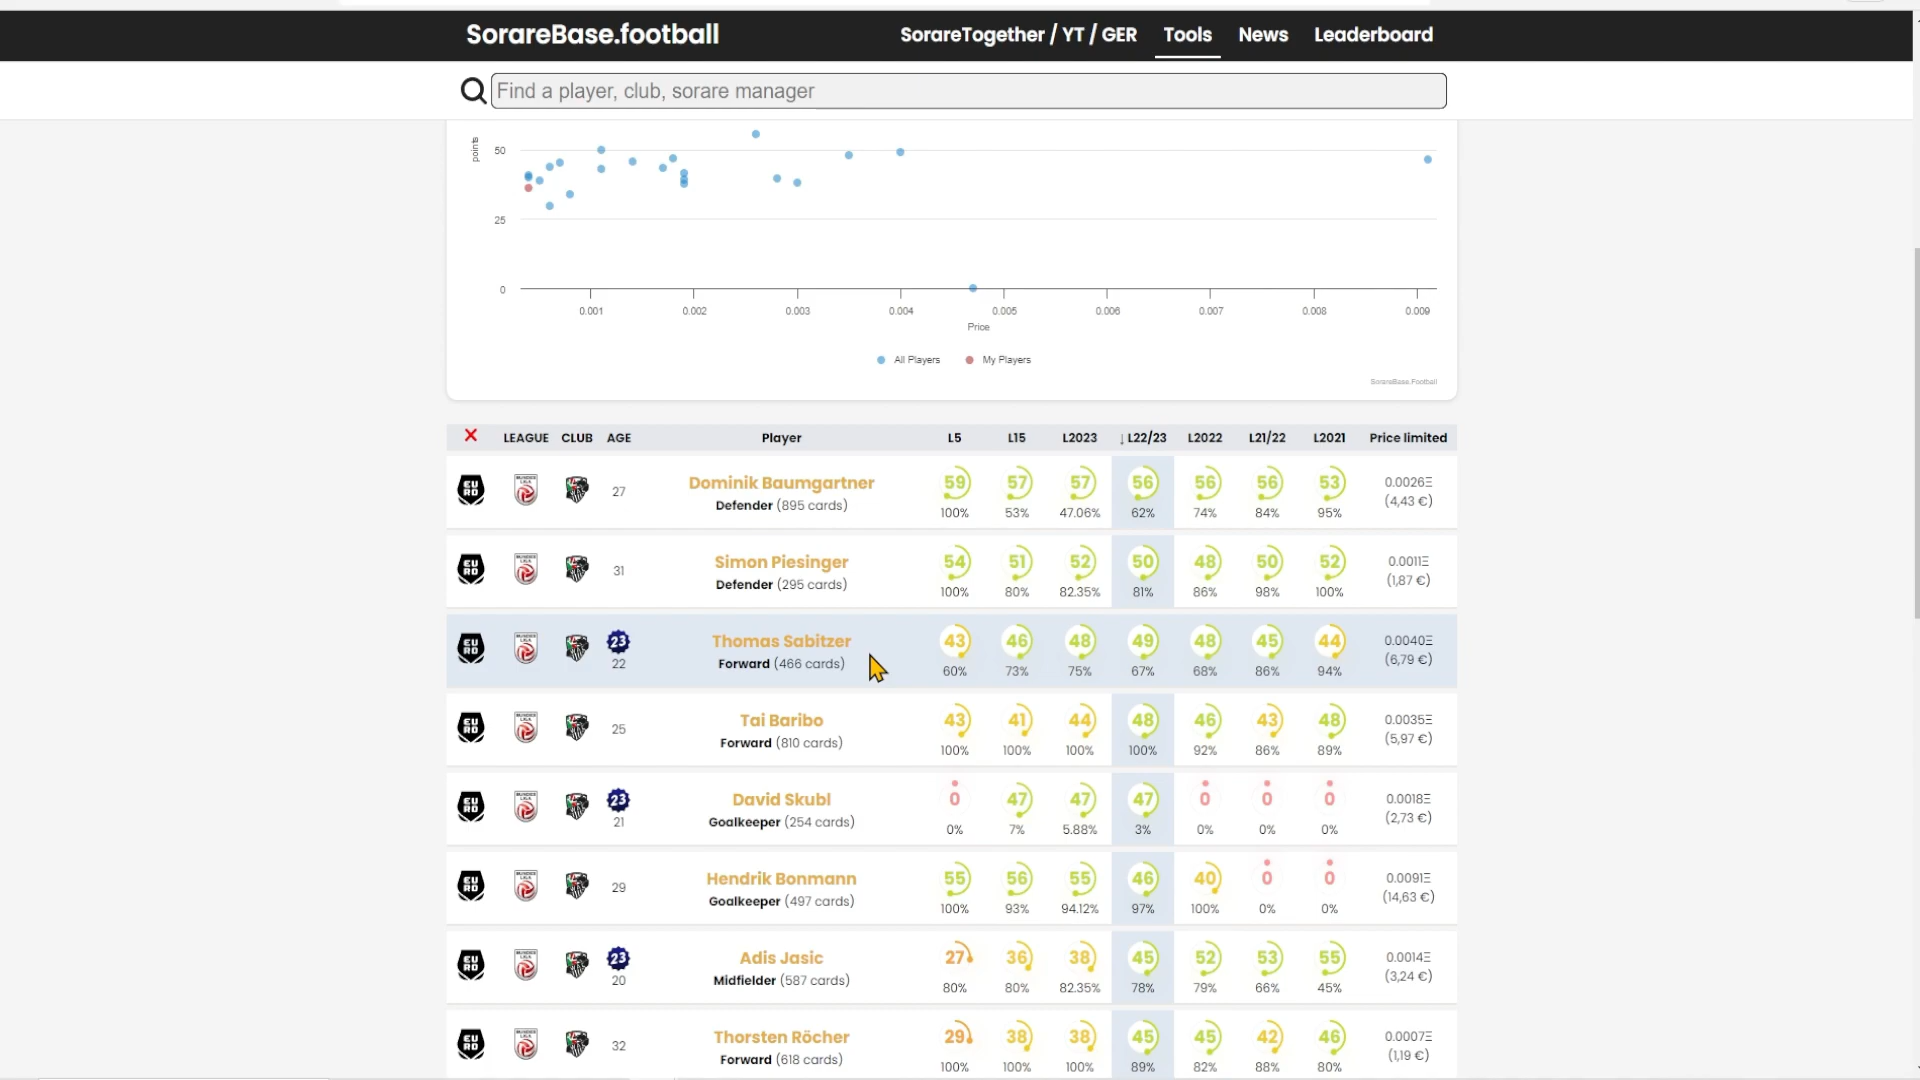 SorareBase.football SorareTogether / YT / GER Tools News Leaderboard
Find a player, club, sorare manager
points
50
25
0
0.001 0.002 0.003 0.004 0.005 0.006 0.007 0.008 0.009
Price
All Players My Players
SorareBase.Football
LEAGUE CLUB AGE Player L5 L15 L2023 ↓ L22/23 L2022 L21/22 L2021 Price limited
EURO 27 Dominik Baumgartner 59 57 57 56 56 56 53 0.0026Ξ
Defender (895 cards) 100% 53% 47.06% 62% 74% 84% 95% (4,43 €)
EURO 31 Simon Piesinger 54 51 52 50 48 50 52 0.0011Ξ
Defender (295 cards) 100% 80% 82.35% 81% 86% 98% 100% (1,87 €)
EURO 23 Thomas Sabitzer 43 46 48 49 48 45 44 0.0040Ξ
22 Forward (466 cards) 60% 73% 75% 67% 68% 86% 94% (6,79 €)
EURO 25 Tai Baribo 43 41 44 48 46 43 48 0.0035Ξ
Forward (810 cards) 100% 100% 100% 100% 92% 86% 89% (5,97 €)
EURO 23 David Skubl 0 47 47 47 0 0 0 0.0018Ξ
21 Goalkeeper (254 cards) 0% 7% 5.88% 3% 0% 0% 0% (2,73 €)
EURO 29 Hendrik Bonmann 55 56 55 46 40 0 0 0.0091Ξ
Goalkeeper (497 cards) 100% 93% 94.12% 97% 100% 0% 0% (14,63 €)
EURO 23 Adis Jasic 27 36 38 45 52 53 55 0.0014Ξ
20 Midfielder (587 cards) 80% 80% 82.35% 78% 79% 66% 45% (3,24 €)
EURO 32 Thorsten Röcher 29 38 38 45 45 42 46 0.0007Ξ
Forward (618 cards) 100% 100% 100% 89% 82% 88% 80% (1,19 €)